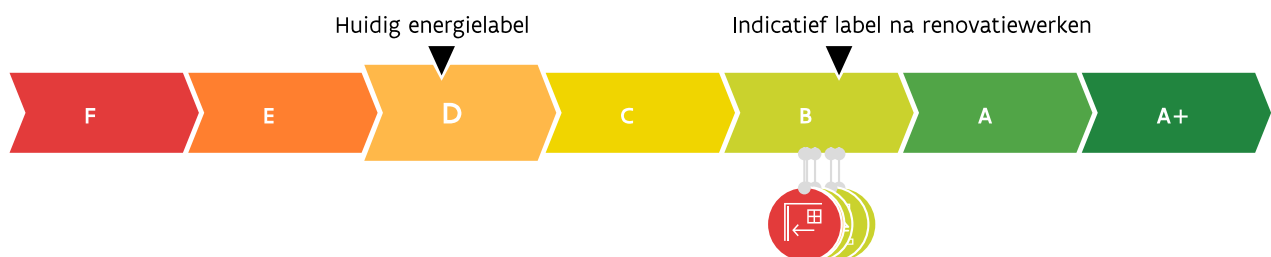 Huidig energielabel
Indicatief label na renovatiewerken
F E D C B A A+